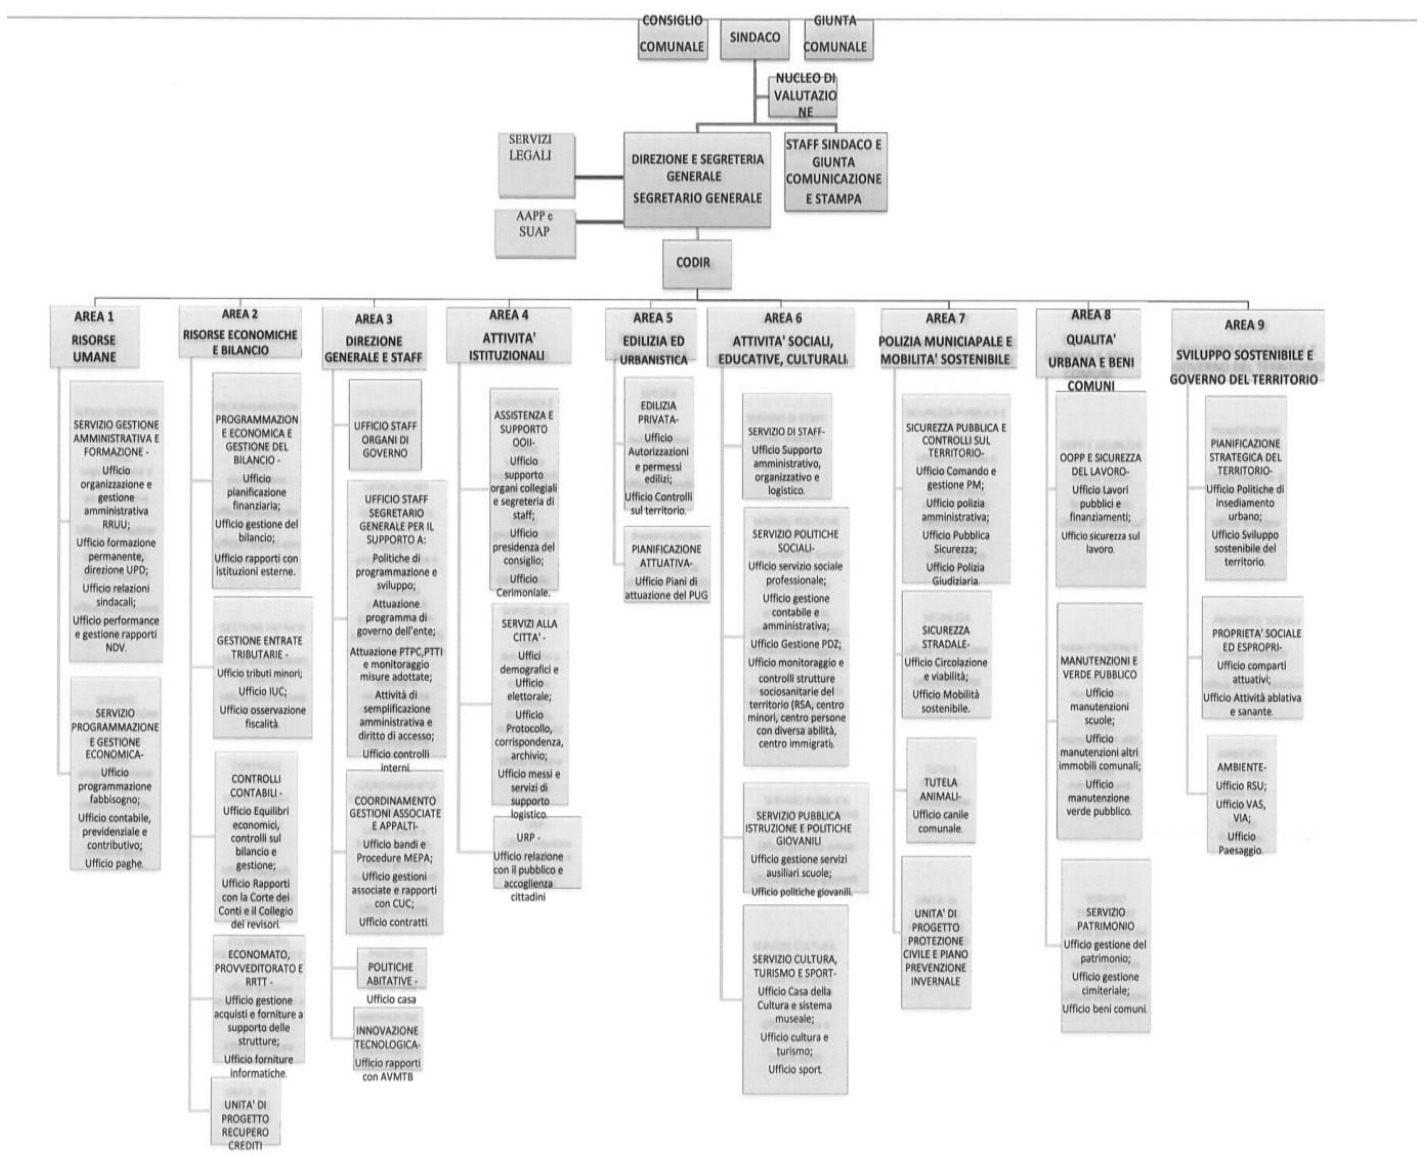 CONSIGLIO
COMUNALE
SINDACO
GIUNTA
COMUNALE
NUCLEO DI
VALUTAZIO
NE
SERVIZI
LEGALI
AAPP e
SUAP
DIREZIONE E SEGRETERIA
GENERALE
SEGRETARIO GENERALE
STAFF SINDACO E
GIUNTA
COMUNICAZIONE
E STAMPA
CODIR
AREA 1
RISORSE
UMANE
SERVIZIO GESTIONE
AMMINISTRATIVA E
FORMAZIONE -
Ufficio
organizzazione e
gestione
amministrativa
RRUU;
Ufficio formazione
permanente,
direzione UPD;
Ufficio relazioni
sindacali;
Ufficio performance
e gestione rapporti
NDV.
SERVIZIO
PROGRAMMAZIONE
E GESTIONE
ECONOMICA-
Ufficio
programmazione
fabbisogno;
Ufficio contabile,
previdenziale e
contributivo;
Ufficio paghe.
AREA 2
RISORSE ECONOMICHE
E BILANCIO
PROGRAMMAZION
E ECONOMICA E
GESTIONE DEL
BILANCIO -
Ufficio
pianificazione
finanziaria;
Ufficio gestione del
bilancio;
Ufficio rapporti con
istituzioni esterne.
GESTIONE ENTRATE
TRIBUTARIE -
Ufficio tributi minori;
Ufficio IUC;
Ufficio osservazione
fiscalità.
CONTROLLI
CONTABILI -
Ufficio Equilibri
economici,
controlli sul
bilancio e
gestione;
Ufficio Rapporti
con la Corte dei
Conti e il Collegio
dei revisori.
ECONOMATO,
PROVVEDITORATO E
RRTT -
Ufficio gestione
acquisti e forniture a
supporto delle
strutture;
Ufficio forniture
informatiche.
UNITA' DI
PROGETTO
RECUPERO
CREDITI
AREA 3
DIREZIONE
GENERALE E STAFF
UFFICIO STAFF
ORGANI DI
GOVERNO
UFFICIO STAFF
SEGRETARIO
GENERALE PER IL
SUPPORTO A:
Politiche di
programmazione e
sviluppo;
Attuazione
programma di
governo dell'ente;
Attuazione PTPC,PTTI
e monitoraggio
misure adottate;
Attività di
semplificazione
amministrativa e
diritto di accesso;
Ufficio controlli
interni.
COORDINAMENTO
GESTIONI ASSOCIATE
E APPALTI-
Ufficio bandi e
Procedure MEPA;
Ufficio gestioni
associate e rapporti
con CUC;
Ufficio contratti.
POLITICHE
ABITATIVE -
Ufficio casa
INNOVAZIONE
TECNOLOGICA-
Ufficio rapporti
con AVMTB
AREA 4
ATTIVITA'
ISTITUZIONALI
ASSISTENZA E
SUPPORTO
OOII-
Ufficio
supporto
organi collegiali
e segreteria di
staff;
Ufficio
presidenza del
consiglio;
Ufficio
Cerimoniale.
SERVIZI ALLA
CITTA' -
Uffici
demografici e
Ufficio
elettorale;
Ufficio
Protocollo,
corrispondenza,
archivio;
Ufficio messi e
servizi di
supporto
logistico.
URP -
Ufficio relazione
con il pubblico e
accoglienza
cittadini
AREA 5
EDILIZIA ED
URBANISTICA
EDILIZIA
PRIVATA-
Ufficio
Autorizzazioni
e permessi
edilizi;
Ufficio Controlli
sul territorio.
PIANIFICAZIONE
ATTUATIVA-
Ufficio Piani di
attuazione del PUG
AREA 6
ATTIVITA' SOCIALI,
EDUCATIVE, CULTURALI
SERVIZIO DI STAFF-
Ufficio Supporto
amministrativo,
organizzativo e
logistico.
SERVIZIO POLITICHE
SOCIALI-
Ufficio servizio sociale
professionale;
Ufficio gestione
contabile e
amministrativa;
Ufficio Gestione PDZ;
Ufficio monitoraggio e
controlli strutture
sociosanitarie del
territorio (RSA, centro
minori, centro persone
con diversa abilità,
centro immigrati).
SERVIZIO PUBBLICA
ISTRUZIONE E POLITICHE
GIOVANILI
Ufficio gestione servizi
ausiliari scuole;
Ufficio politiche giovanili.
SERVIZIO CULTURA,
TURISMO E SPORT-
Ufficio Casa della
Cultura e sistema
museale;
Ufficio cultura e
turismo;
Ufficio sport.
AREA 7
POLIZIA MUNICIAPALE E
MOBILITA' SOSTENIBILE
SICUREZZA PUBBLICA E
CONTROLLI SUL
TERRITORIO-
Ufficio Comando e
gestione PM;
Ufficio polizia
amministrativa;
Ufficio Pubblica
Sicurezza;
Ufficio Polizia
Giudiziaria.
SICUREZZA
STRADALE-
Ufficio Circolazione
e viabilità;
Ufficio Mobilità
sostenibile.
TUTELA
ANIMALI-
Ufficio canile
comunale.
UNITA' DI
PROGETTO
PROTEZIONE
CIVILE E PIANO
PREVENZIONE
INVERNALE
AREA 8
QUALITA'
URBANA E BENI
COMUNI
OOPP E SICUREZZA
DEL LAVORO-
Ufficio Lavori
pubblici e
finanziamenti;
Ufficio sicurezza sul
lavoro.
MANUTENZIONI E
VERDE PUBBLICO
Ufficio
manutenzioni
scuole;
Ufficio
manutenzioni altri
immobili comunali;
Ufficio
manutenzione
verde pubblico.
SERVIZIO
PATRIMONIO
Ufficio gestione del
patrimonio;
Ufficio gestione
cimiteriale;
Ufficio beni comuni.
AREA 9
SVILUPPO SOSTENIBILE E
GOVERNO DEL TERRITORIO
PIANIFICAZIONE
STRATEGICA DEL
TERRITORIO-
Ufficio Politiche di
insediamento
urbano;
Ufficio Sviluppo
sostenibile del
territorio.
PROPRIETA' SOCIALE
ED ESPROPRI-
Ufficio comparti
attuativi;
Ufficio Attività ablativa
e sanante.
AMBIENTE-
Ufficio RSU;
Ufficio VAS,
VIA;
Ufficio
Paesaggio.